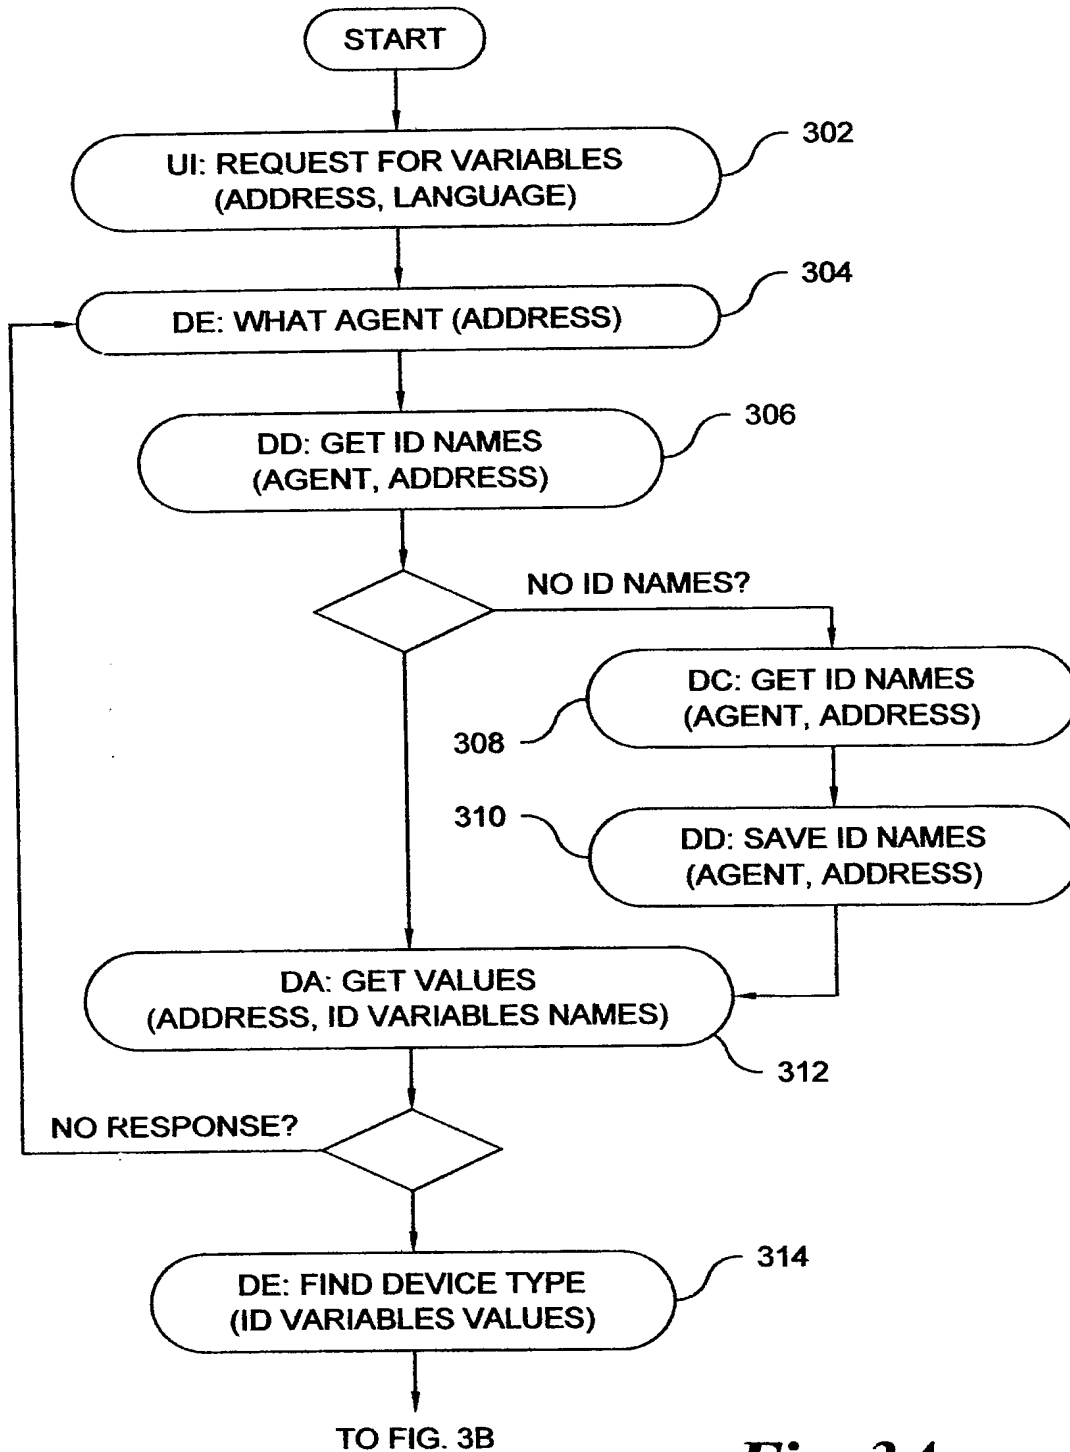 START
UI: REQUEST FOR VARIABLES
(ADDRESS, LANGUAGE)
302
DE: WHAT AGENT (ADDRESS)
304
DD: GET ID NAMES
(AGENT, ADDRESS)
306
NO ID NAMES?
DC: GET ID NAMES
(AGENT, ADDRESS)
308
DD: SAVE ID NAMES
(AGENT, ADDRESS)
310
DA: GET VALUES
(ADDRESS, ID VARIABLES NAMES)
312
NO RESPONSE?
DE: FIND DEVICE TYPE
(ID VARIABLES VALUES)
314
TO FIG. 3B